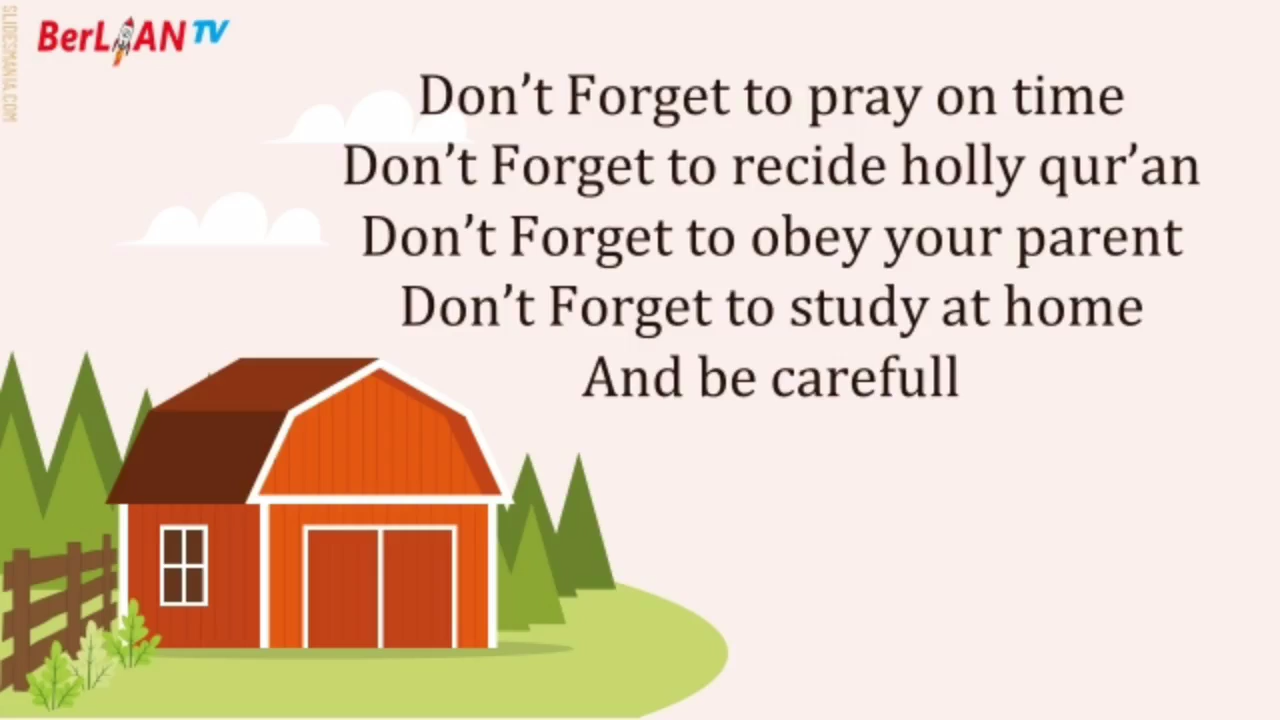 SLIDESMANIA.COM
BerLIAN TV
Don't Forget to pray on time
Don't Forget to recide holly qur'an
Don't Forget to obey your parent
Don't Forget to study at home
And be carefull